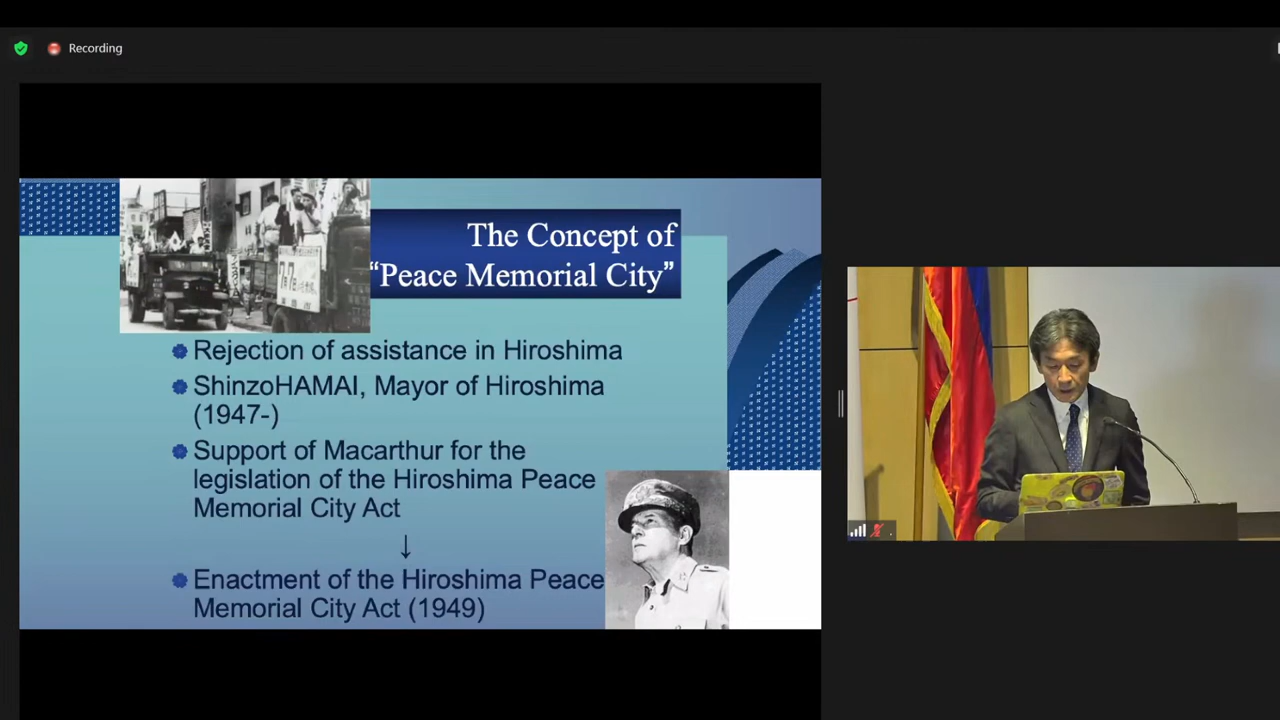 Recording
The Concept of
“Peace Memorial City”
Rejection of assistance in Hiroshima
ShinzoHAMAI, Mayor of Hiroshima
(1947-)
Support of Macarthur for the
legislation of the Hiroshima Peace
Memorial City Act
↓
Enactment of the Hiroshima Peace
Memorial City Act (1949)